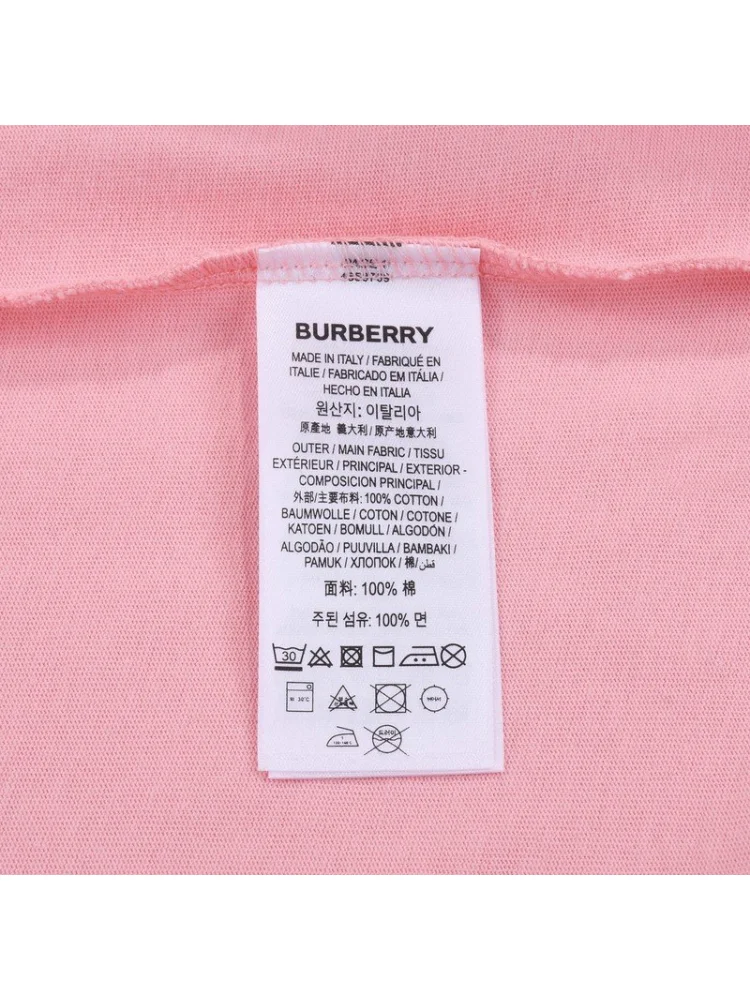 BURBERRY
MADE IN ITALY / FABRIQUÉ EN
ITALIE / FABRICADO EM ITÁLIA /
HECHO EN ITALIA
원산지: 이탈리아
原產地 義大利 / 原产地意大利
OUTER / MAIN FABRIC / TISSU
EXTÉRIEUR / PRINCIPAL / EXTERIOR -
COMPOSICION PRINCIPAL /
外部/主要布料: 100% COTTON /
BAUMWOLLE / COTON / COTONE /
KATOEN / BOMULL / ALGODÓN /
ALGODÃO / PUUVILLA / BAMBAKI /
PAMUK / ХЛОПОК / 棉 / قطن
面料: 100% 棉
주된 섬유: 100% 면
30